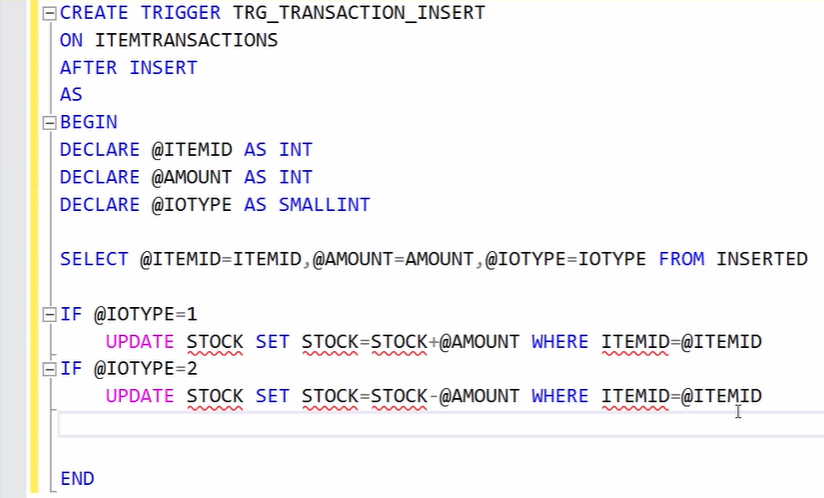 CREATE TRIGGER TRG_TRANSACTION_INSERT
ON ITEMTRANSACTIONS
AFTER INSERT
AS
BEGIN
DECLARE @ITEMID AS INT
DECLARE @AMOUNT AS INT
DECLARE @IOTYPE AS SMALLINT
SELECT @ITEMID=ITEMID,@AMOUNT=AMOUNT,@IOTYPE=IOTYPE FROM INSERTED
IF @IOTYPE=1
UPDATE STOCK SET STOCK=STOCK+@AMOUNT WHERE ITEMID=@ITEMID
IF @IOTYPE=2
UPDATE STOCK SET STOCK=STOCK-@AMOUNT WHERE ITEMID=@ITEMID
END